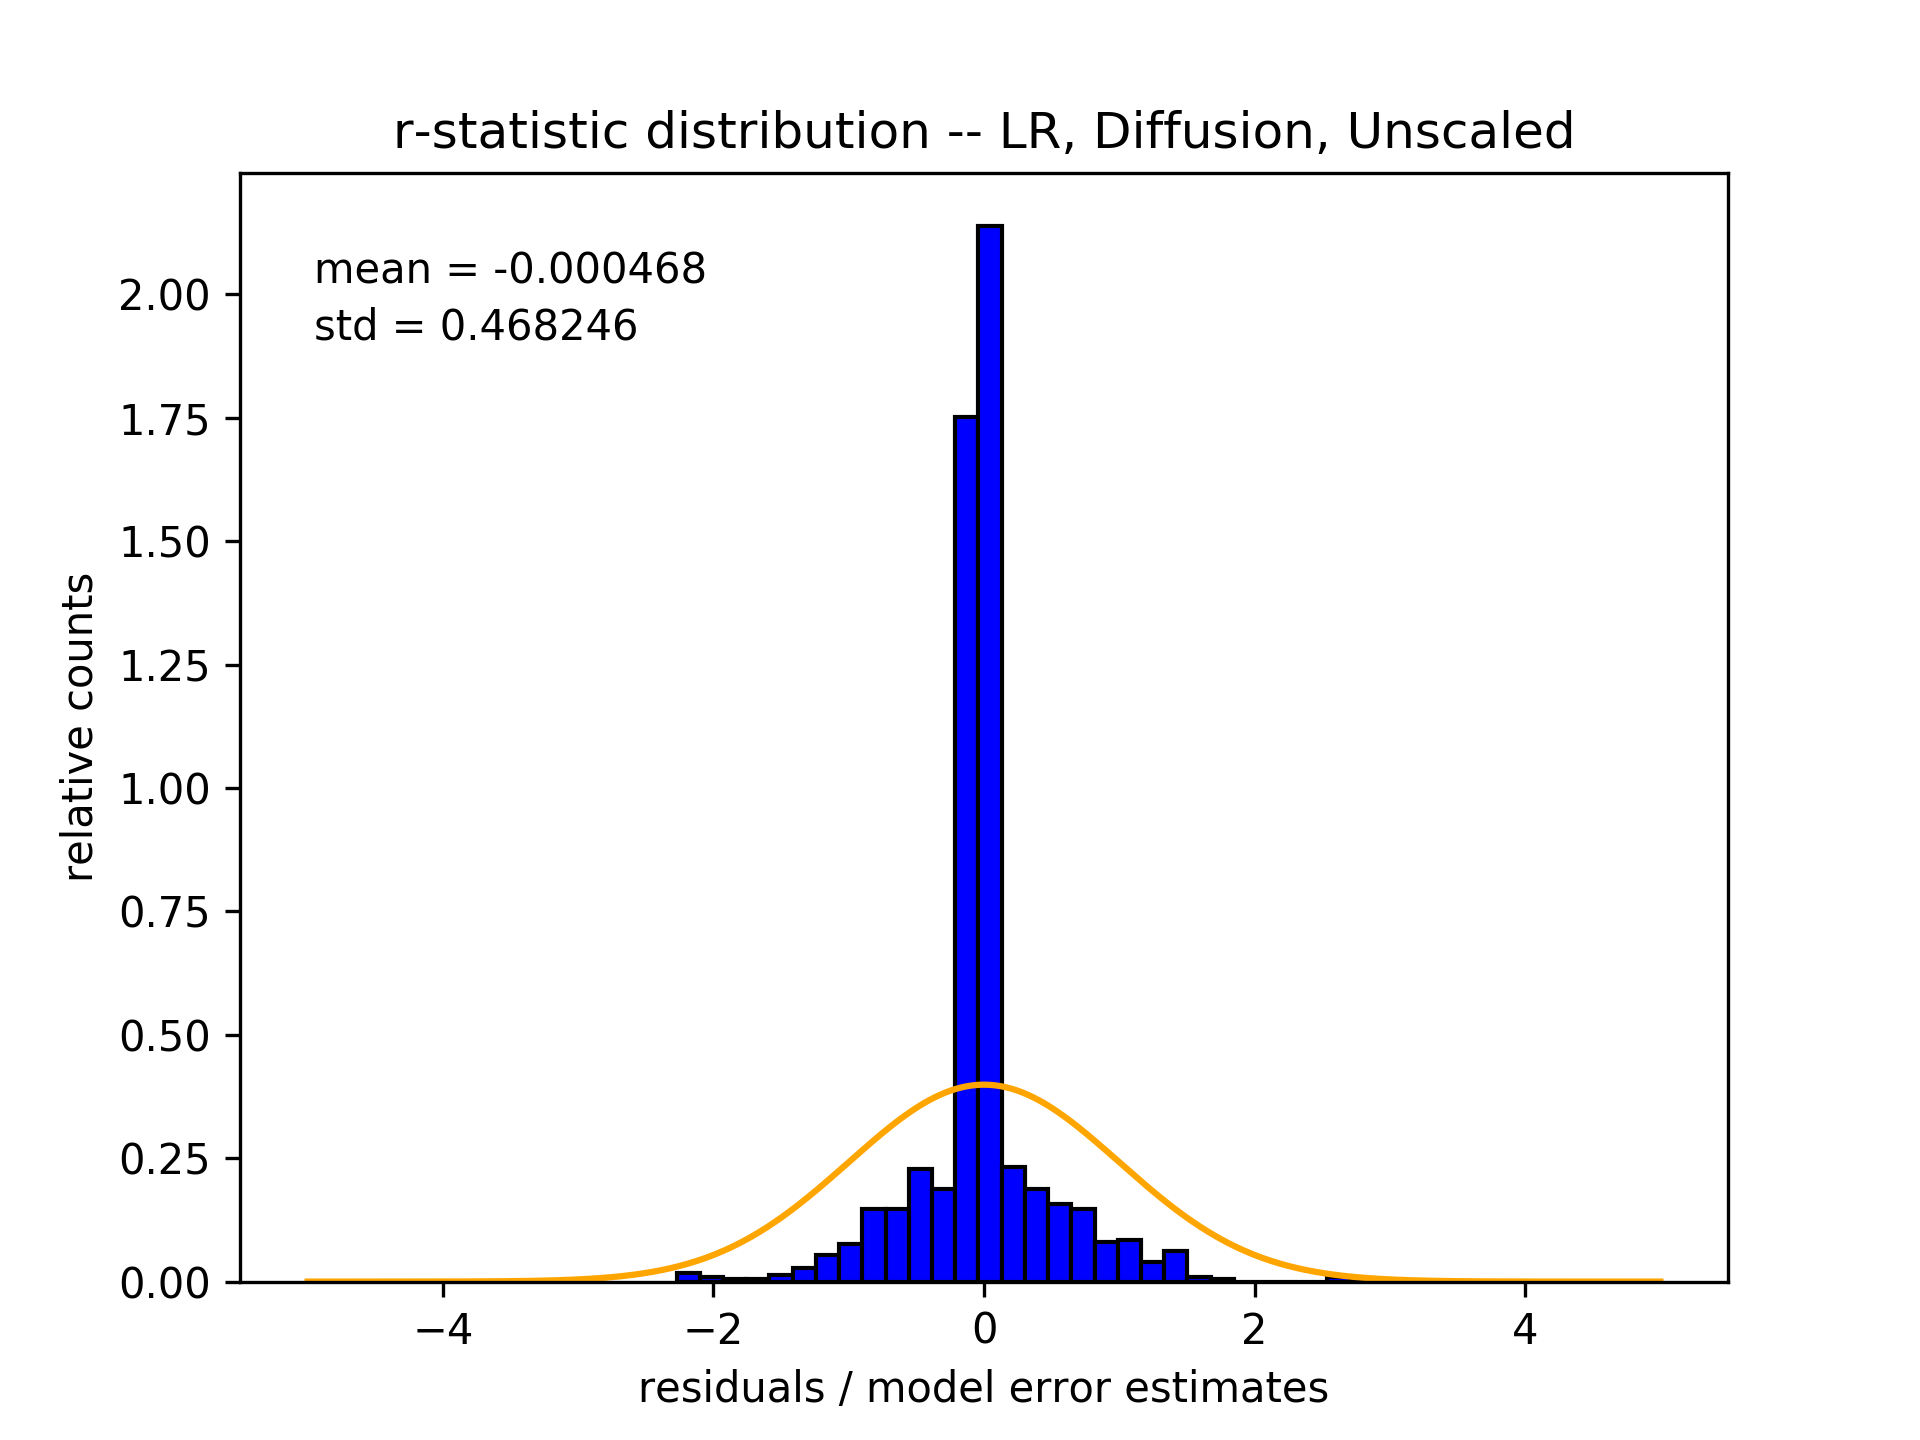 r-statistic distribution -- LR, Diffusion, Unscaled
mean = -0.000468
std = 0.468246
2.00
1.75
1.50
1.25
1.00
0.75
0.50
0.25
0.00
relative counts
−4
−2
0
2
4
residuals / model error estimates